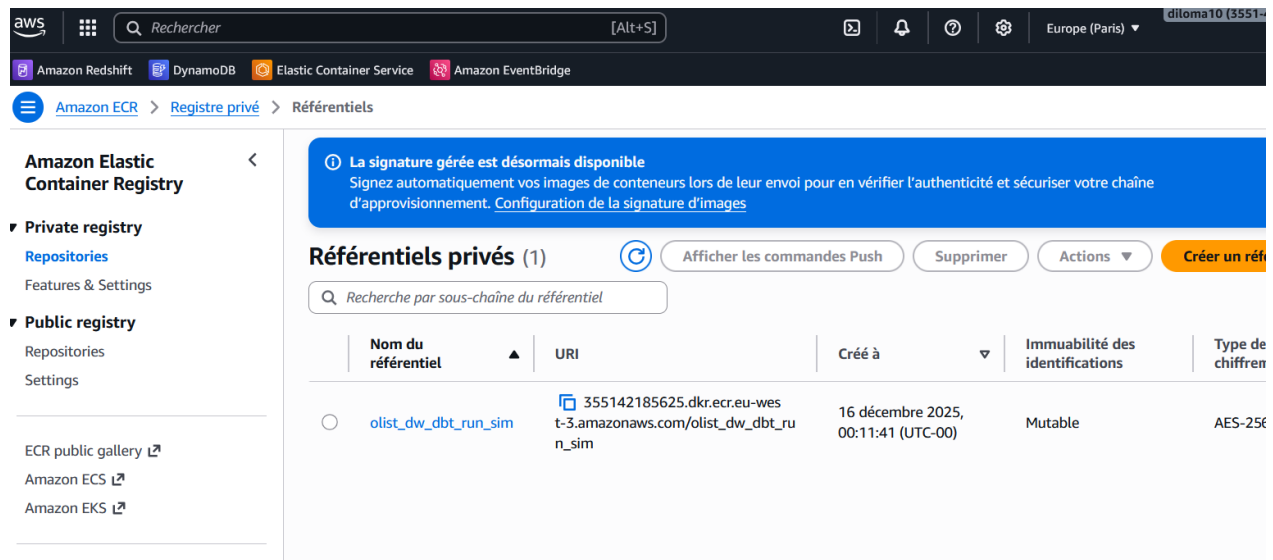 aws
Rechercher
[Alt+S]
Europe (Paris)
diloma10 (3551-4
Amazon Redshift
DynamoDB
Elastic Container Service
Amazon EventBridge
Amazon ECR > Registre privé > Référentiels
Amazon Elastic
Container Registry
Private registry
Repositories
Features & Settings
Public registry
Repositories
Settings
ECR public gallery
Amazon ECS
Amazon EKS
La signature gérée est désormais disponible
Signez automatiquement vos images de conteneurs lors de leur envoi pour en vérifier l'authenticité et sécuriser votre chaîne
d'approvisionnement. Configuration de la signature d'images
Référentiels privés (1)
Afficher les commandes Push
Supprimer
Actions
Créer un réfé
Recherche par sous-chaîne du référentiel
Nom du
référentiel
URI
Créé à
Immuabilité des
identifications
Type de
chiffrem
olist_dw_dbt_run_sim
355142185625.dkr.ecr.eu-wes
t-3.amazonaws.com/olist_dw_dbt_ru
n_sim
16 décembre 2025,
00:11:41 (UTC-00)
Mutable
AES-256